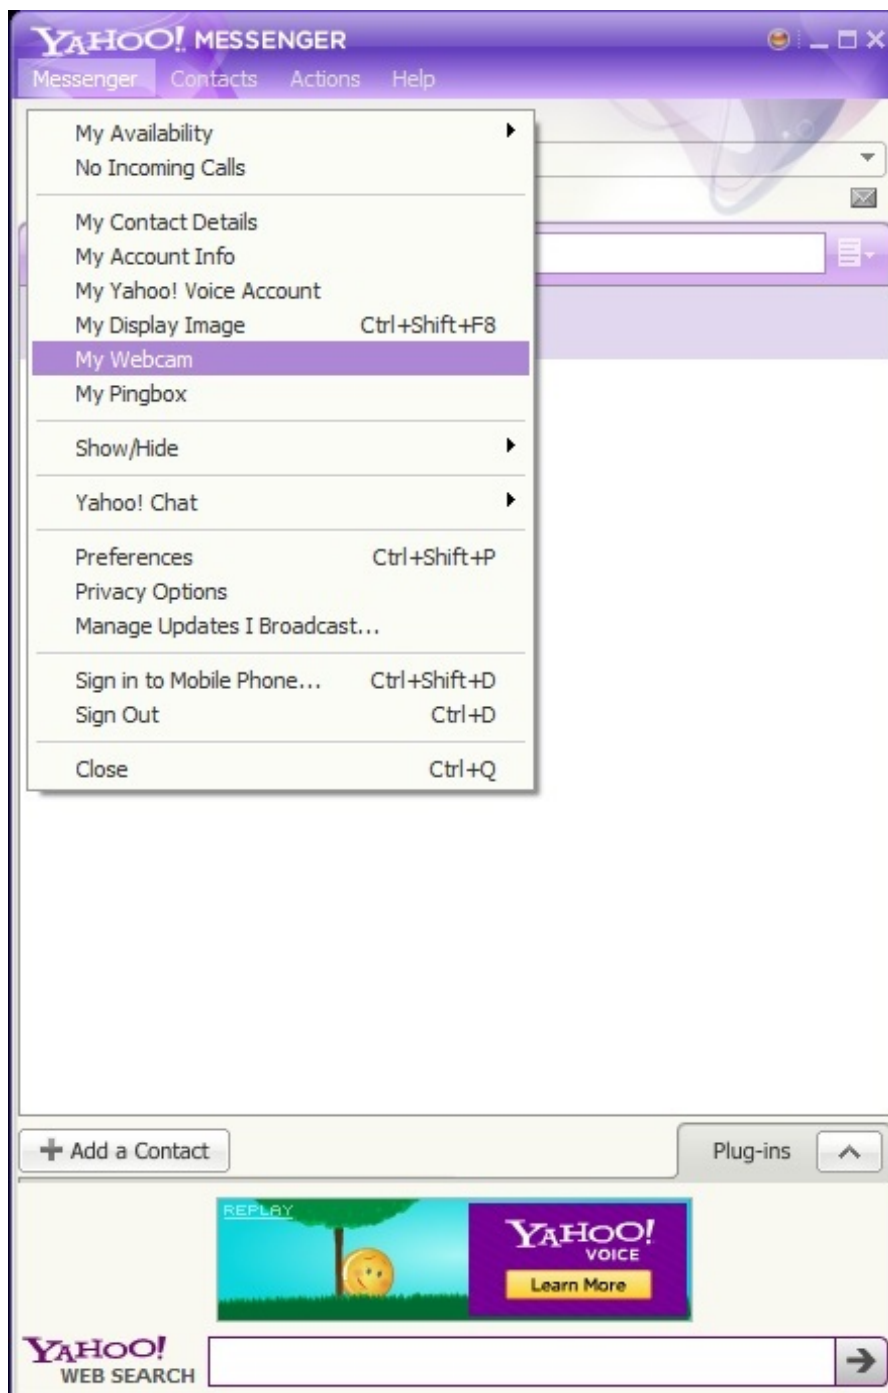 YAHOO! MESSENGER
Messenger Contacts Actions Help
My Availability
No Incoming Calls
My Contact Details
My Account Info
My Yahoo! Voice Account
My Display Image Ctrl+Shift+F8
My Webcam
My Pingbox
Show/Hide
Yahoo! Chat
Preferences Ctrl+Shift+P
Privacy Options
Manage Updates I Broadcast...
Sign in to Mobile Phone... Ctrl+Shift+D
Sign Out Ctrl+D
Close Ctrl+Q
+ Add a Contact Plug-ins
REPLAY
YAHOO!
VOICE
Learn More
YAHOO!
WEB SEARCH